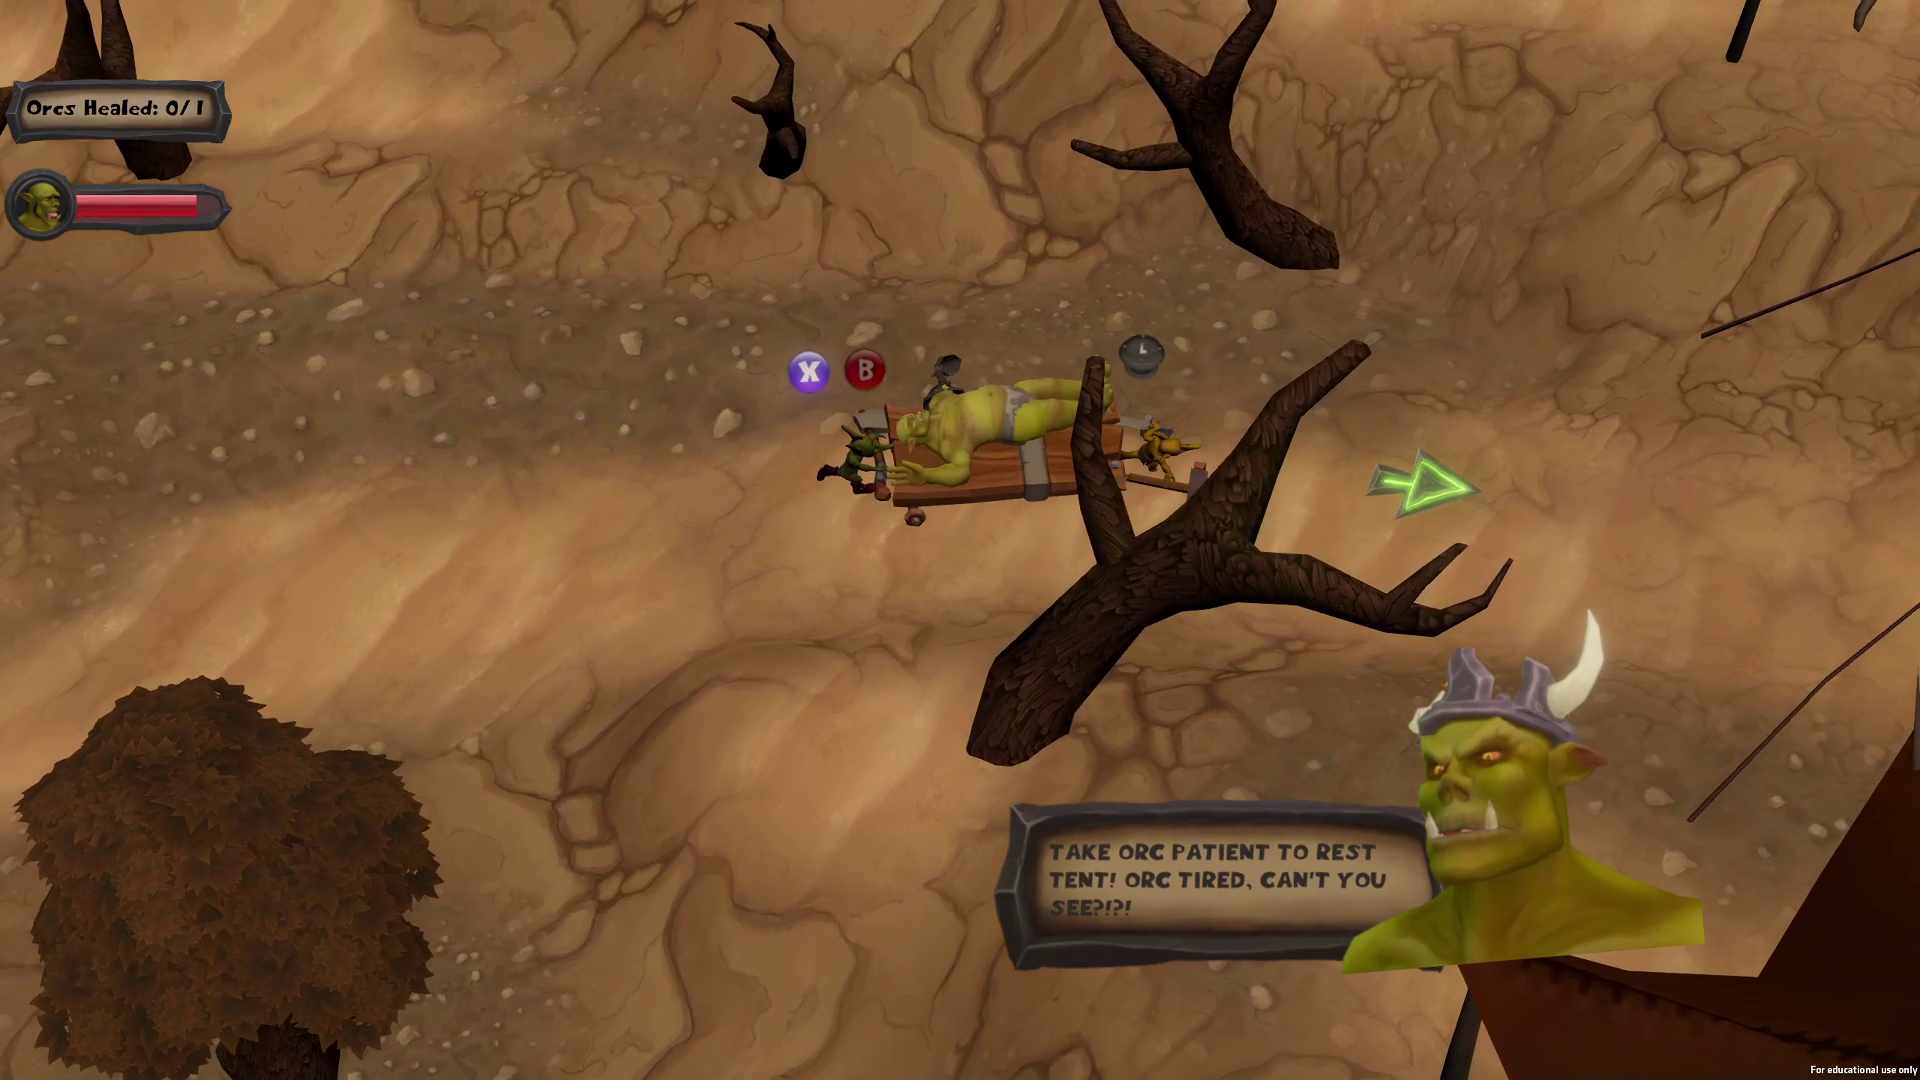 Orcs Healed: 0/1
X B L
TAKE ORC PATIENT TO REST
TENT! ORC TIRED, CAN'T YOU
SEE?!?!
For educational use only